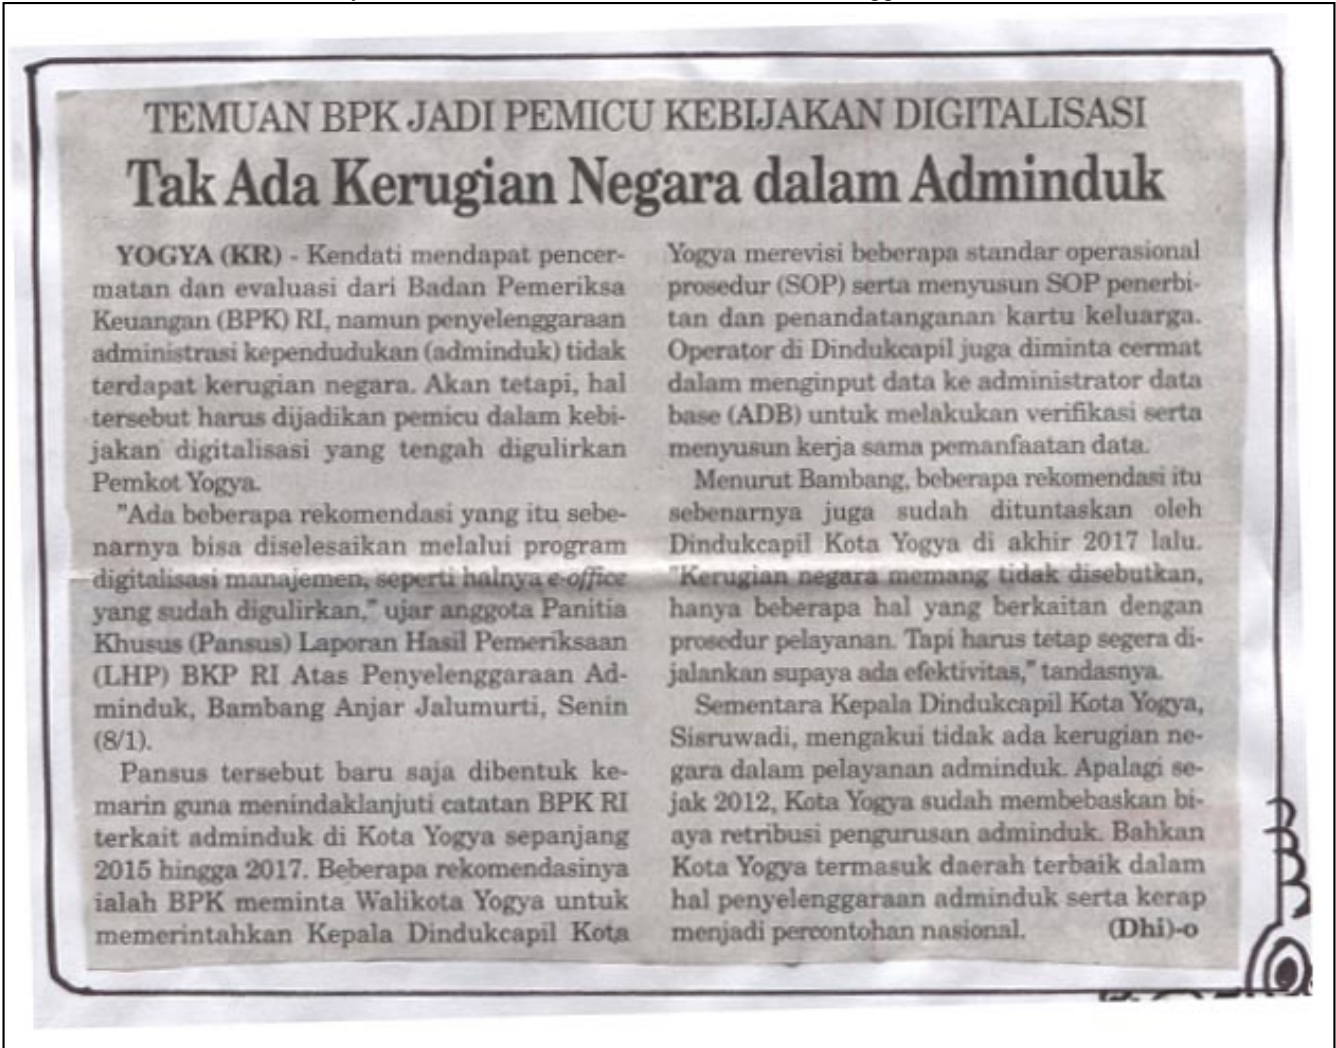 TEMUAN BPK JADI PEMICU KEBIJAKAN DIGITALISASI
Tak Ada Kerugian Negara dalam Adminduk
YOGYA (KR) - Kendati mendapat pencer-
matan dan evaluasi dari Badan Pemeriksa
Keuangan (BPK) RI, namun penyelenggaraan
administrasi kependudukan (adminduk) tidak
terdapat kerugian negara. Akan tetapi, hal
tersebut harus dijadikan pemicu dalam kebi-
jakan digitalisasi yang tengah digulirkan
Pemkot Yogya.
"Ada beberapa rekomendasi yang itu sebe-
narnya bisa diselesaikan melalui program
digitalisasi manajemen, seperti halnya e-office
yang sudah digulirkan," ujar anggota Panitia
Khusus (Pansus) Laporan Hasil Pemeriksaan
(LHP) BKP RI Atas Penyelenggaraan Ad-
minduk, Bambang Anjar Jalumurti, Senin
(8/1).
Pansus tersebut baru saja dibentuk ke-
marin guna menindaklanjuti catatan BPK RI
terkait adminduk di Kota Yogya sepanjang
2015 hingga 2017. Beberapa rekomendasinya
ialah BPK meminta Walikota Yogya untuk
memerintahkan Kepala Dindukcapil Kota
Yogya merevisi beberapa standar operasional
prosedur (SOP) serta menyusun SOP penerbi-
tan dan penandatanganan kartu keluarga.
Operator di Dindukcapil juga diminta cermat
dalam menginput data ke administrator data
base (ADB) untuk melakukan verifikasi serta
menyusun kerja sama pemanfaatan data.
Menurut Bambang, beberapa rekomendasi itu
sebenarnya juga sudah dituntaskan oleh
Dindukcapil Kota Yogya di akhir 2017 lalu.
"Kerugian negara memang tidak disebutkan,
hanya beberapa hal yang berkaitan dengan
prosedur pelayanan. Tapi harus tetap segera di-
jalankan supaya ada efektivitas," tandasnya.
Sementara Kepala Dindukcapil Kota Yogya,
Sisruwadi, mengakui tidak ada kerugian ne-
gara dalam pelayanan adminduk. Apalagi se-
jak 2012, Kota Yogya sudah membebaskan bi-
aya retribusi pengurusan adminduk. Bahkan
Kota Yogya termasuk daerah terbaik dalam
hal penyelenggaraan adminduk serta kerap
menjadi percontohan nasional. (Dhi)-o